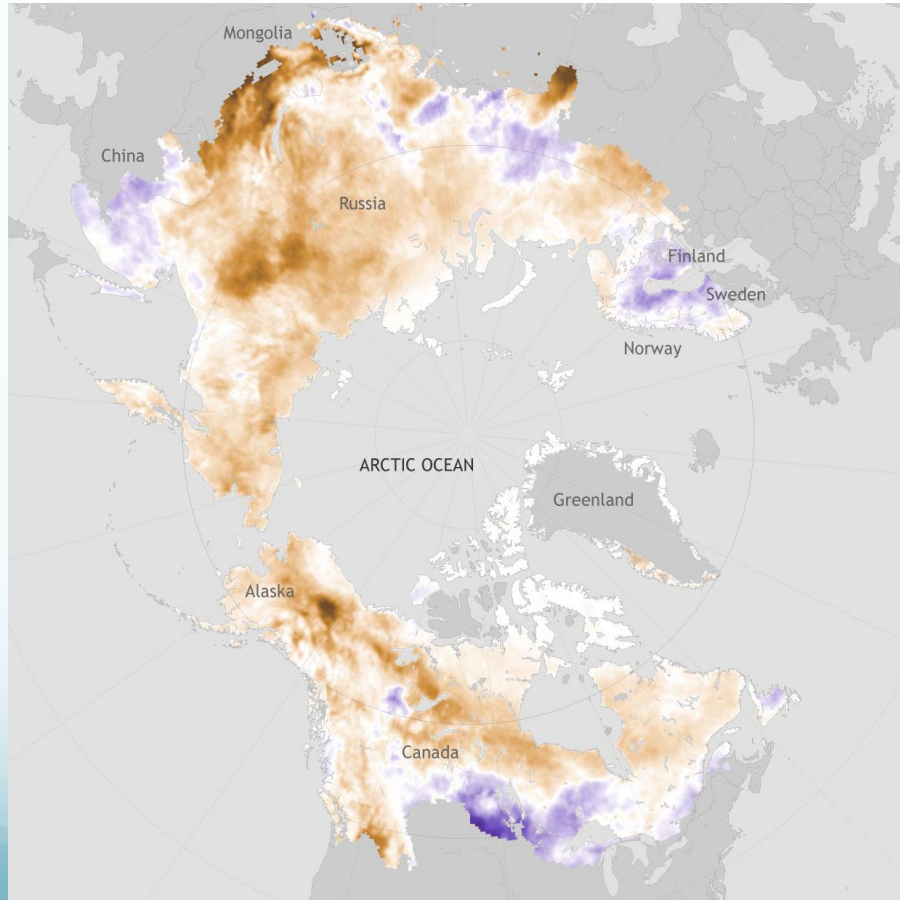 Mongolia
China
Russia
Finland
Sweden
Norway
ARCTIC OCEAN
Greenland
Alaska
Canada